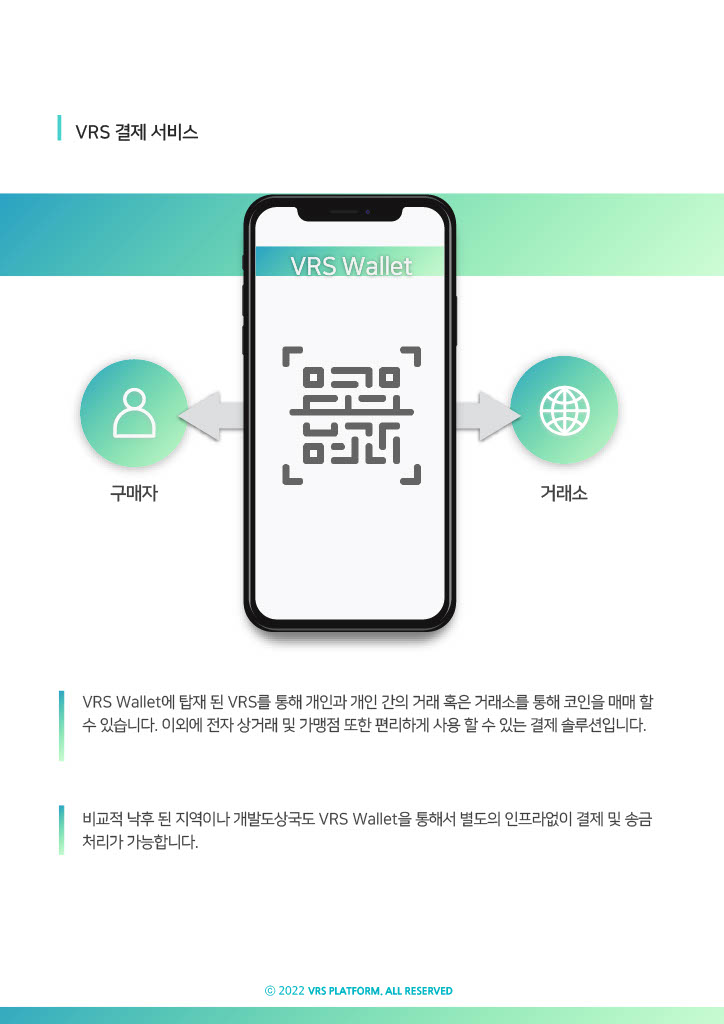 VRS 결제 서비스
VRS Wallet
구매자
거래소
VRS Wallet에 탑재 된 VRS를 통해 개인과 개인 간의 거래 혹은 거래소를 통해 코인을 매매 할
수 있습니다. 이외에 전자 상거래 및 가맹점 또한 편리하게 사용 할 수 있는 결제 솔루션입니다.
비교적 낙후 된 지역이나 개발도상국도 VRS Wallet을 통해서 별도의 인프라없이 결제 및 송금
처리가 가능합니다.
ⓒ 2022 VRS PLATFORM. ALL RESERVED